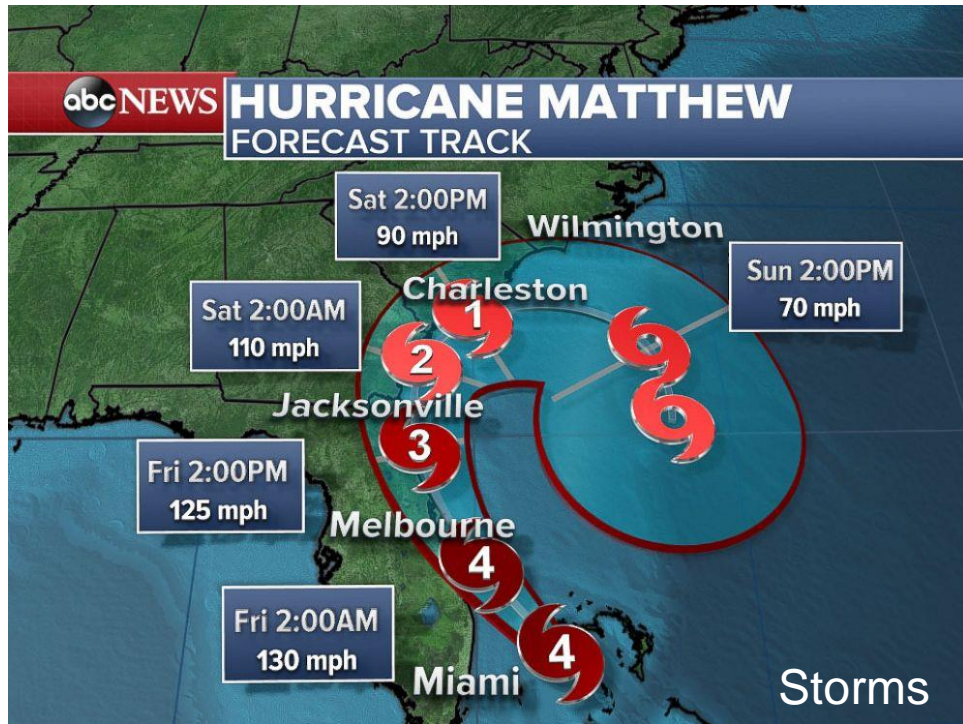 abc NEWS
HURRICANE MATTHEW
FORECAST TRACK
Sat 2:00PM
90 mph
Wilmington
Sun 2:00PM
70 mph
Charleston
1
Sat 2:00AM
110 mph
2
Jacksonville
3
Fri 2:00PM
125 mph
Melbourne
4
Fri 2:00AM
130 mph
4
Miami
Storms